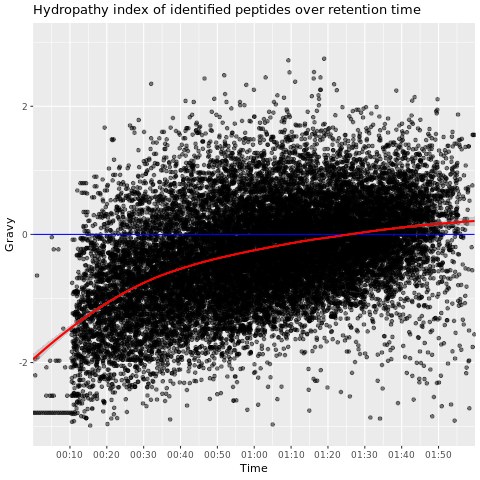 Hydropathy index of identified peptides over retention time
Gravy
2
0
-2
00:10 00:20 00:30 00:40 00:50 01:00 01:10 01:20 01:30 01:40 01:50
Time